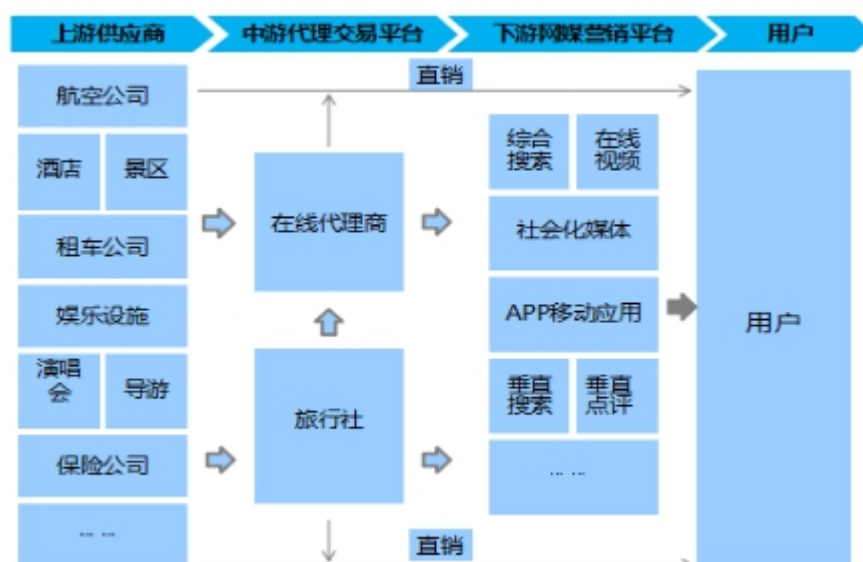 上游供应商
中游代理交易平台
下游网媒营销平台
用户
直销
航空公司
酒店
景区
租车公司
娱乐设施
演唱
会
导游
保险公司
... ...
在线代理商
旅行社
综合
搜索
在线
视频
社会化媒体
APP移动应用
垂直
搜索
垂直
点评
... ...
用户
直销